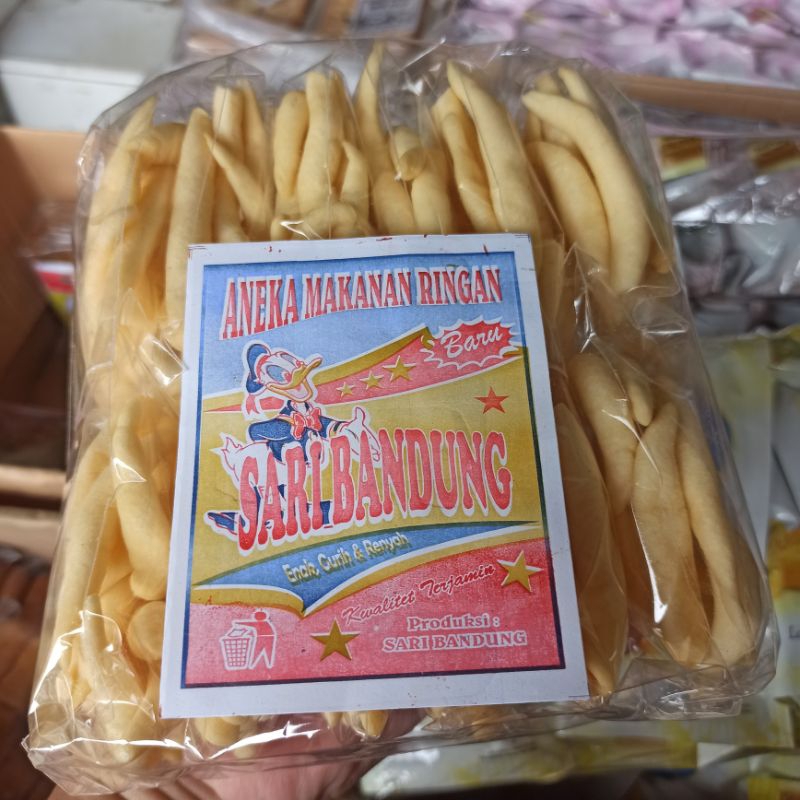 ANEKA MAKANAN RINGAN
Baru
SARI BANDUNG
Enak, Gurih & Renyah
Kwalitet Terjamin
Produksi :
SARI BANDUNG